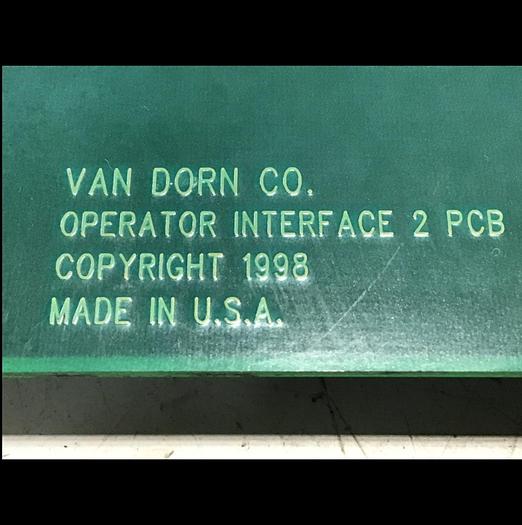 VAN DORN CO.
OPERATOR INTERFACE 2 PCB
COPYRIGHT 1998
MADE IN U.S.A.